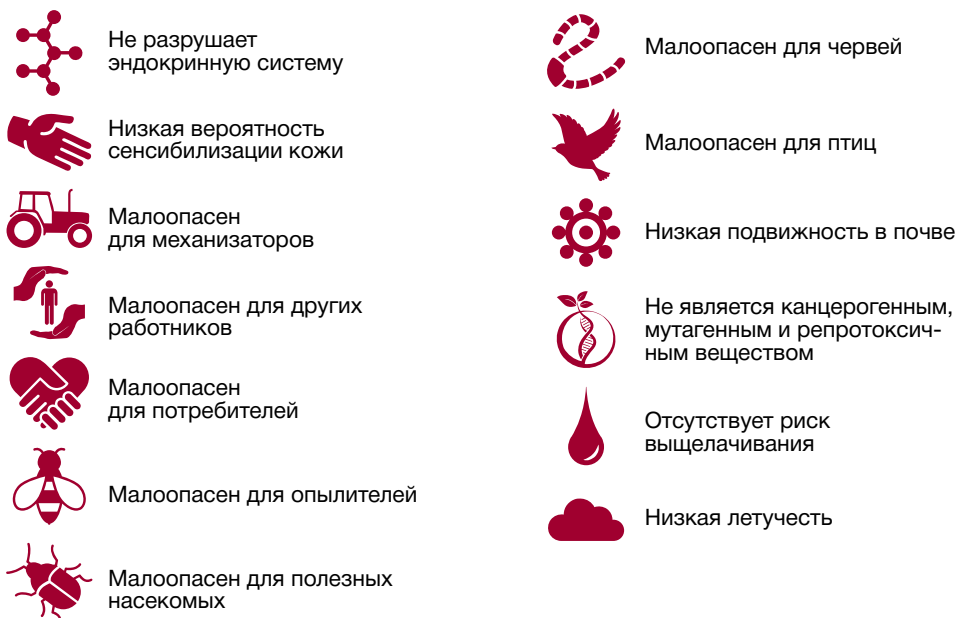 Не разрушает
эндокринную систему
Низкая вероятность
сенсибилизации кожи
Малоопасен
для механизаторов
Малоопасен для других
работников
Малоопасен
для потребителей
Малоопасен для опылителей
Малоопасен для полезных
насекомых
Малоопасен для червей
Малоопасен для птиц
Низкая подвижность в почве
Не является канцерогенным,
мутагенным и репротоксич-
ным веществом
Отсутствует риск
выщелачивания
Низкая летучесть